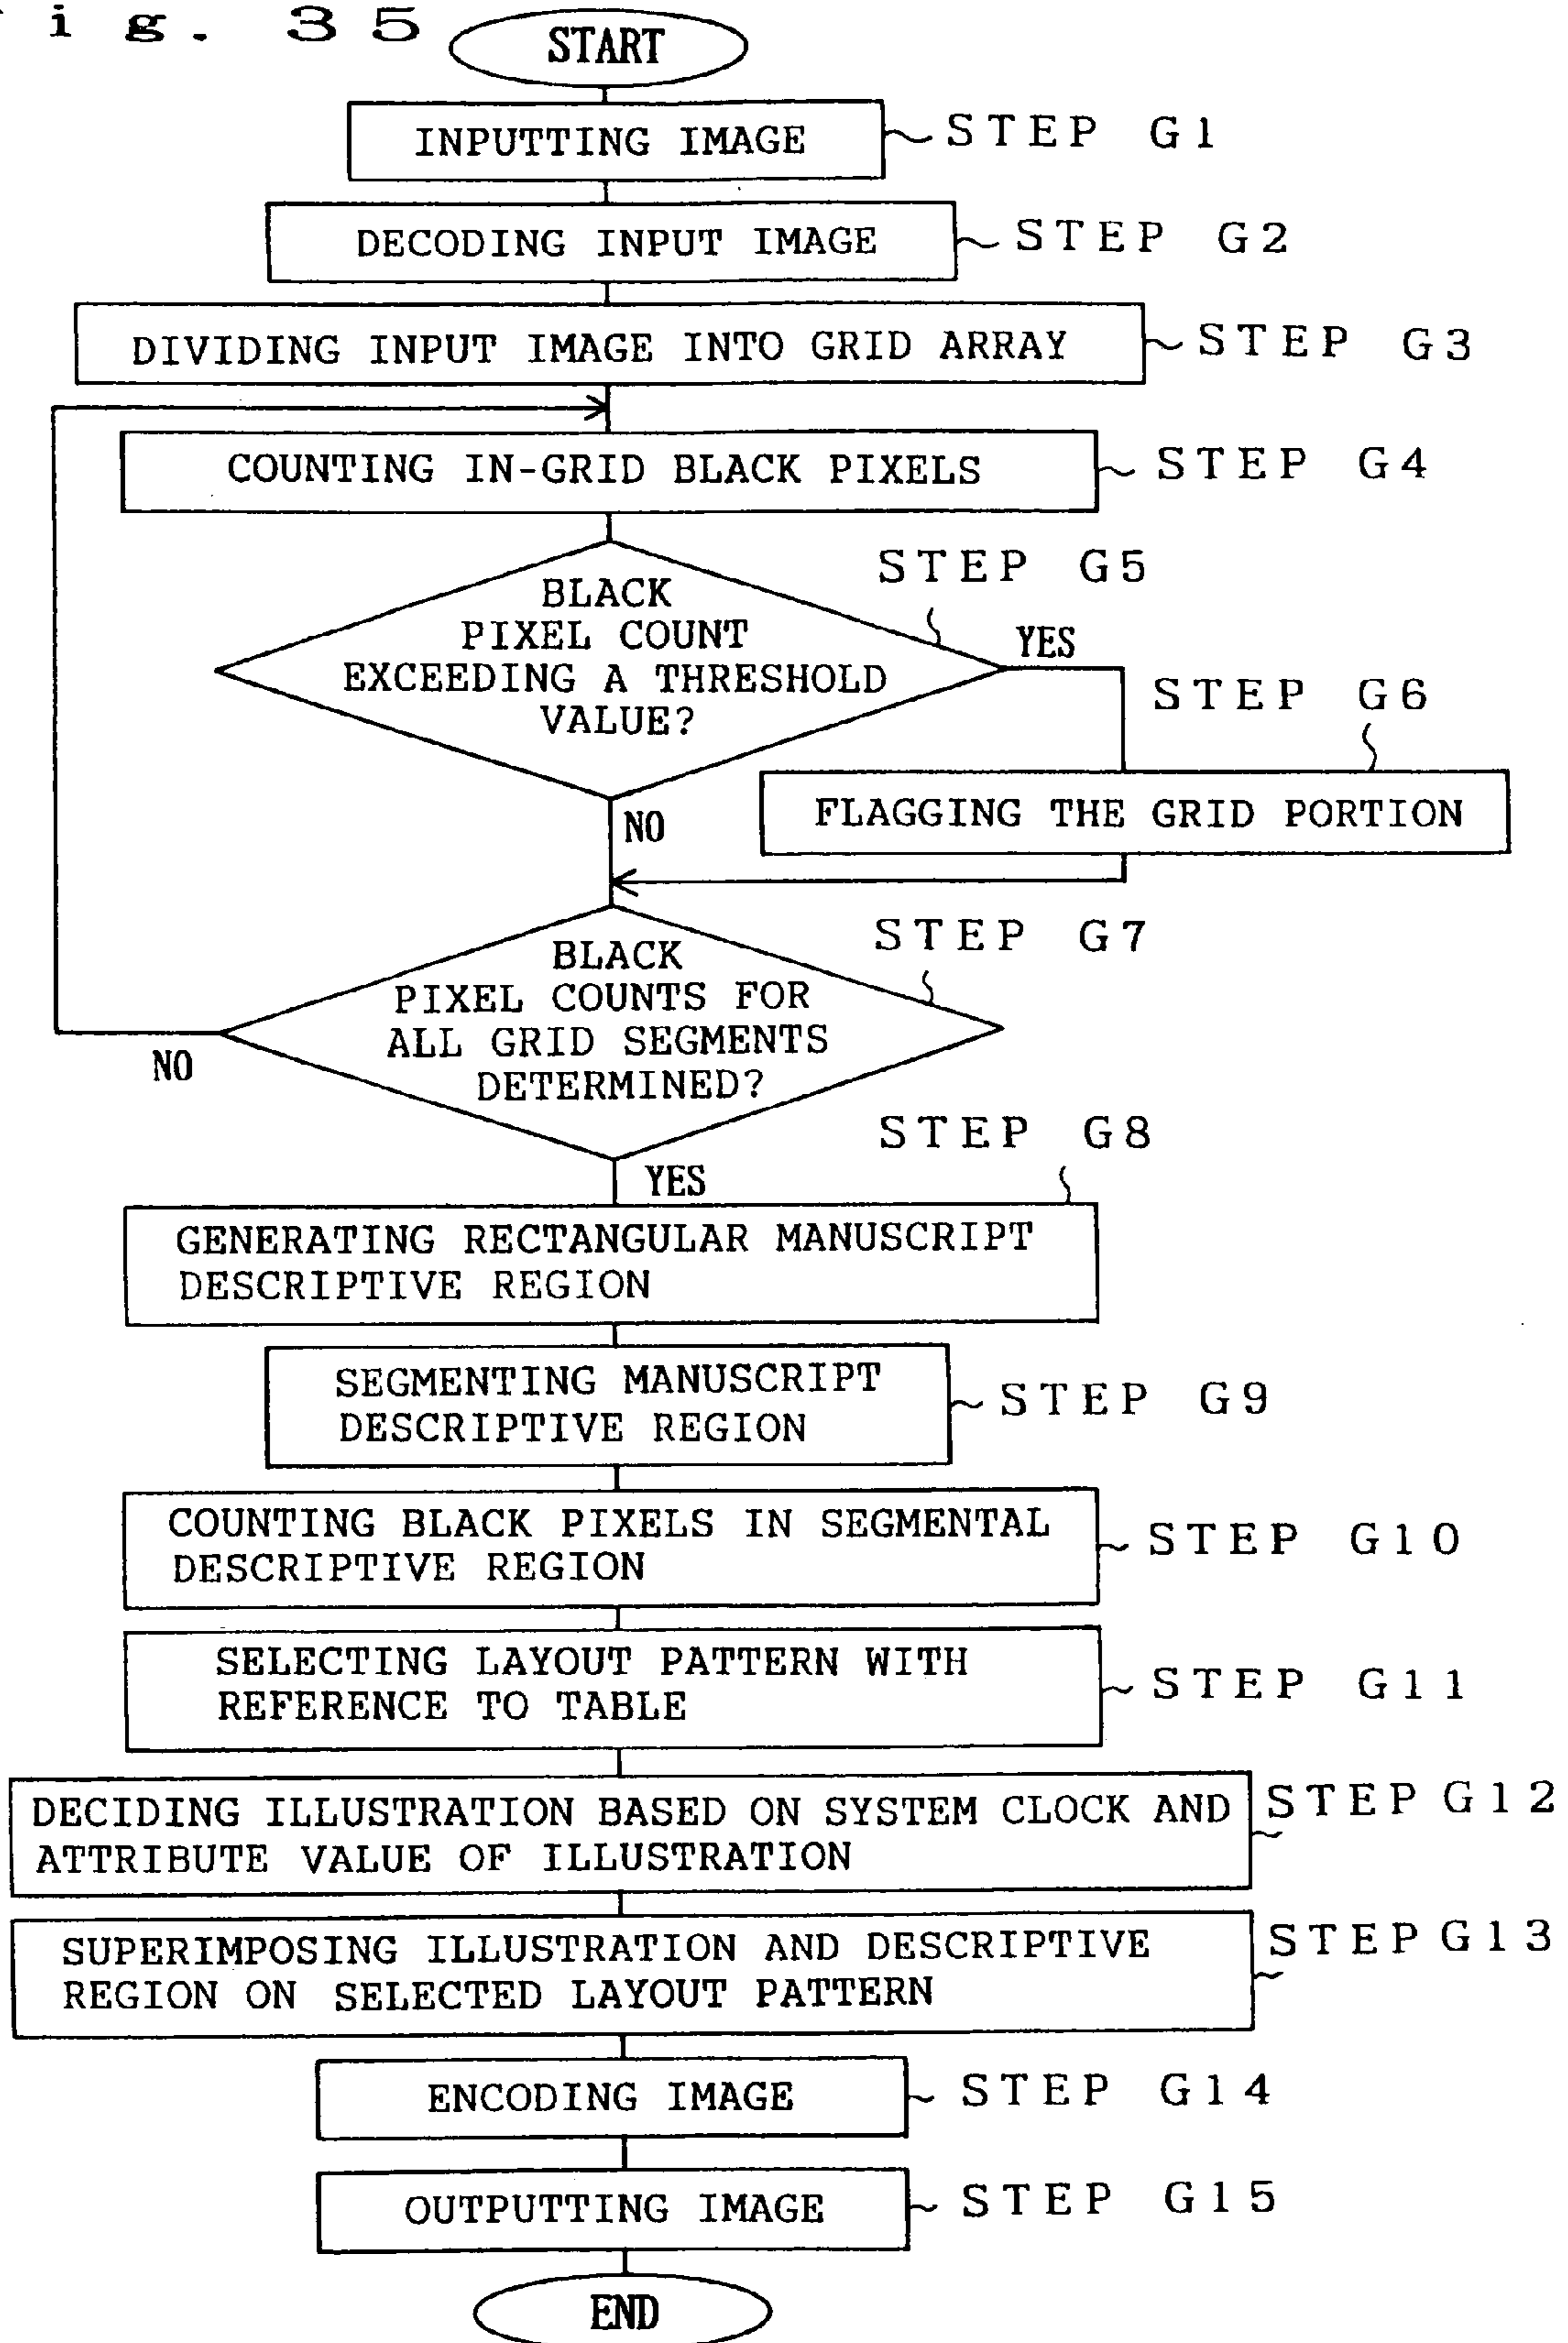 ig. 35
START
INPUTTING IMAGE
STEP G1
DECODING INPUT IMAGE
STEP G2
DIVIDING INPUT IMAGE INTO GRID ARRAY
STEP G3
COUNTING IN-GRID BLACK PIXELS
STEP G4
STEP G5
BLACK
PIXEL COUNT
EXCEEDING A THRESHOLD
VALUE?
YES
STEP G6
FLAGGING THE GRID PORTION
NO
STEP G7
BLACK
PIXEL COUNTS FOR
ALL GRID SEGMENTS
DETERMINED?
NO
YES
STEP G8
GENERATING RECTANGULAR MANUSCRIPT
DESCRIPTIVE REGION
SEGMENTING MANUSCRIPT
DESCRIPTIVE REGION
STEP G9
COUNTING BLACK PIXELS IN SEGMENTAL
DESCRIPTIVE REGION
STEP G10
SELECTING LAYOUT PATTERN WITH
REFERENCE TO TABLE
STEP G11
DECIDING ILLUSTRATION BASED ON SYSTEM CLOCK AND
ATTRIBUTE VALUE OF ILLUSTRATION
STEP G12
SUPERIMPOSING ILLUSTRATION AND DESCRIPTIVE
REGION ON SELECTED LAYOUT PATTERN
STEP G13
ENCODING IMAGE
STEP G14
OUTPUTTING IMAGE
STEP G15
END